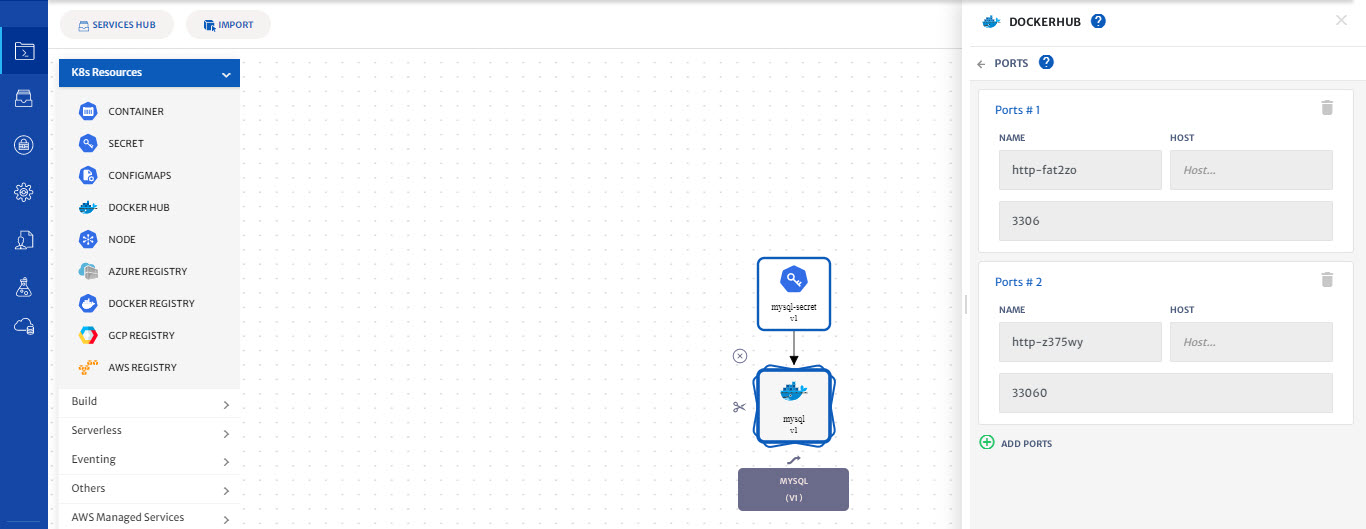 SERVICES HUB
IMPORT
K8s Resources
CONTAINER
SECRET
CONFIGMAPS
DOCKER HUB
NODE
AZURE REGISTRY
DOCKER REGISTRY
GCP REGISTRY
AWS REGISTRY
Build
Serverless
Eventing
Others
AWS Managed Services
mysql-secret
v1
mysql
v1
MYSQL
(V1 )
DOCKERHUB ?
PORTS ?
Ports # 1
NAME HOST
http-fat2zo Host...
3306
Ports # 2
NAME HOST
http-z375wy Host...
33060
ADD PORTS